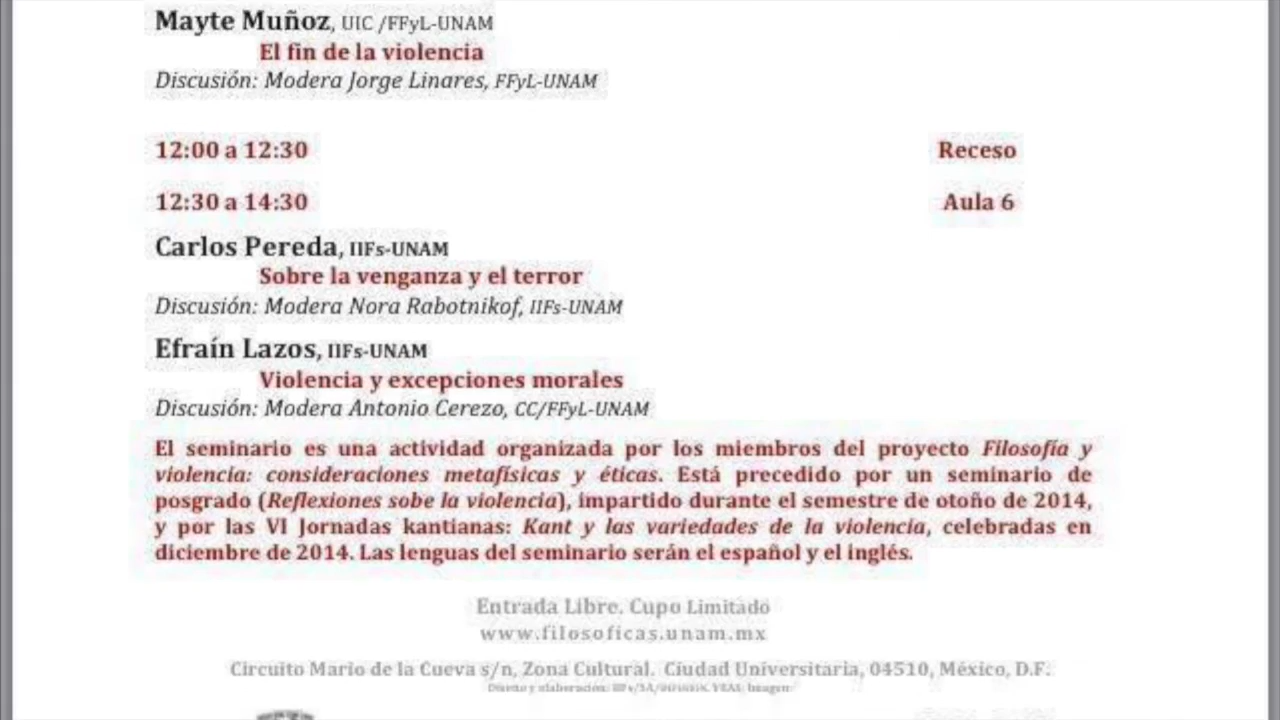 Mayte Muñoz, UIC /FFyL-UNAM
El fin de la violencia
Discusión: Modera Jorge Linares, FFyL-UNAM
12:00 a 12:30 Receso
12:30 a 14:30 Aula 6
Carlos Pereda, IIFs-UNAM
Sobre la venganza y el terror
Discusión: Modera Nora Rabotnikof, IIFs-UNAM
Efraín Lazos, IIFs-UNAM
Violencia y excepciones morales
Discusión: Modera Antonio Cerezo, CC/FFyL-UNAM
El seminario es una actividad organizada por los miembros del proyecto Filosofía y
violencia: consideraciones metafísicas y éticas. Está precedido por un seminario de
posgrado (Reflexiones sobe la violencia), impartido durante el semestre de otoño de 2014,
y por las VI Jornadas kantianas: Kant y las variedades de la violencia, celebradas en
diciembre de 2014. Las lenguas del seminario serán el español y el inglés.
Entrada Libre. Cupo Limitado
www.filosoficas.unam.mx
Circuito Mario de la Cueva s/n, Zona Cultural. Ciudad Universitaria, 04510, México, D.F.
Diseño y elaboración: